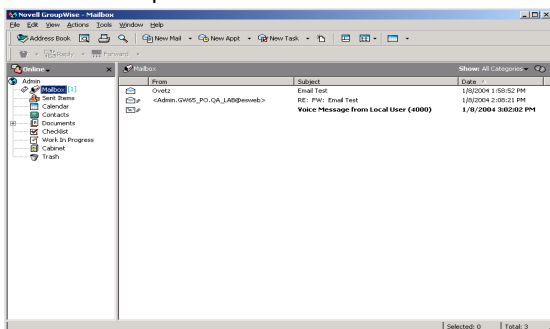 Novell GroupWise - Mailbox
File Edit View Actions Tools Window Help
Address Book New Mail New Appt New Task
Reply Forward
Online Mailbox Show: All Categories
Admin
Mailbox [1]
Sent Items
Calendar
Contacts
Documents
Checklist
Work In Progress
Cabinet
Trash
From Subject Date
Ovetz Email Test 1/8/2004 1:58:52 PM
<Admin.GW65_PO.QA_LAB@esweb> RE: FW: Email Test 1/8/2004 2:08:21 PM
Voice Message from Local User (4000) 1/8/2004 3:02:02 PM
Selected: 0 Total: 3